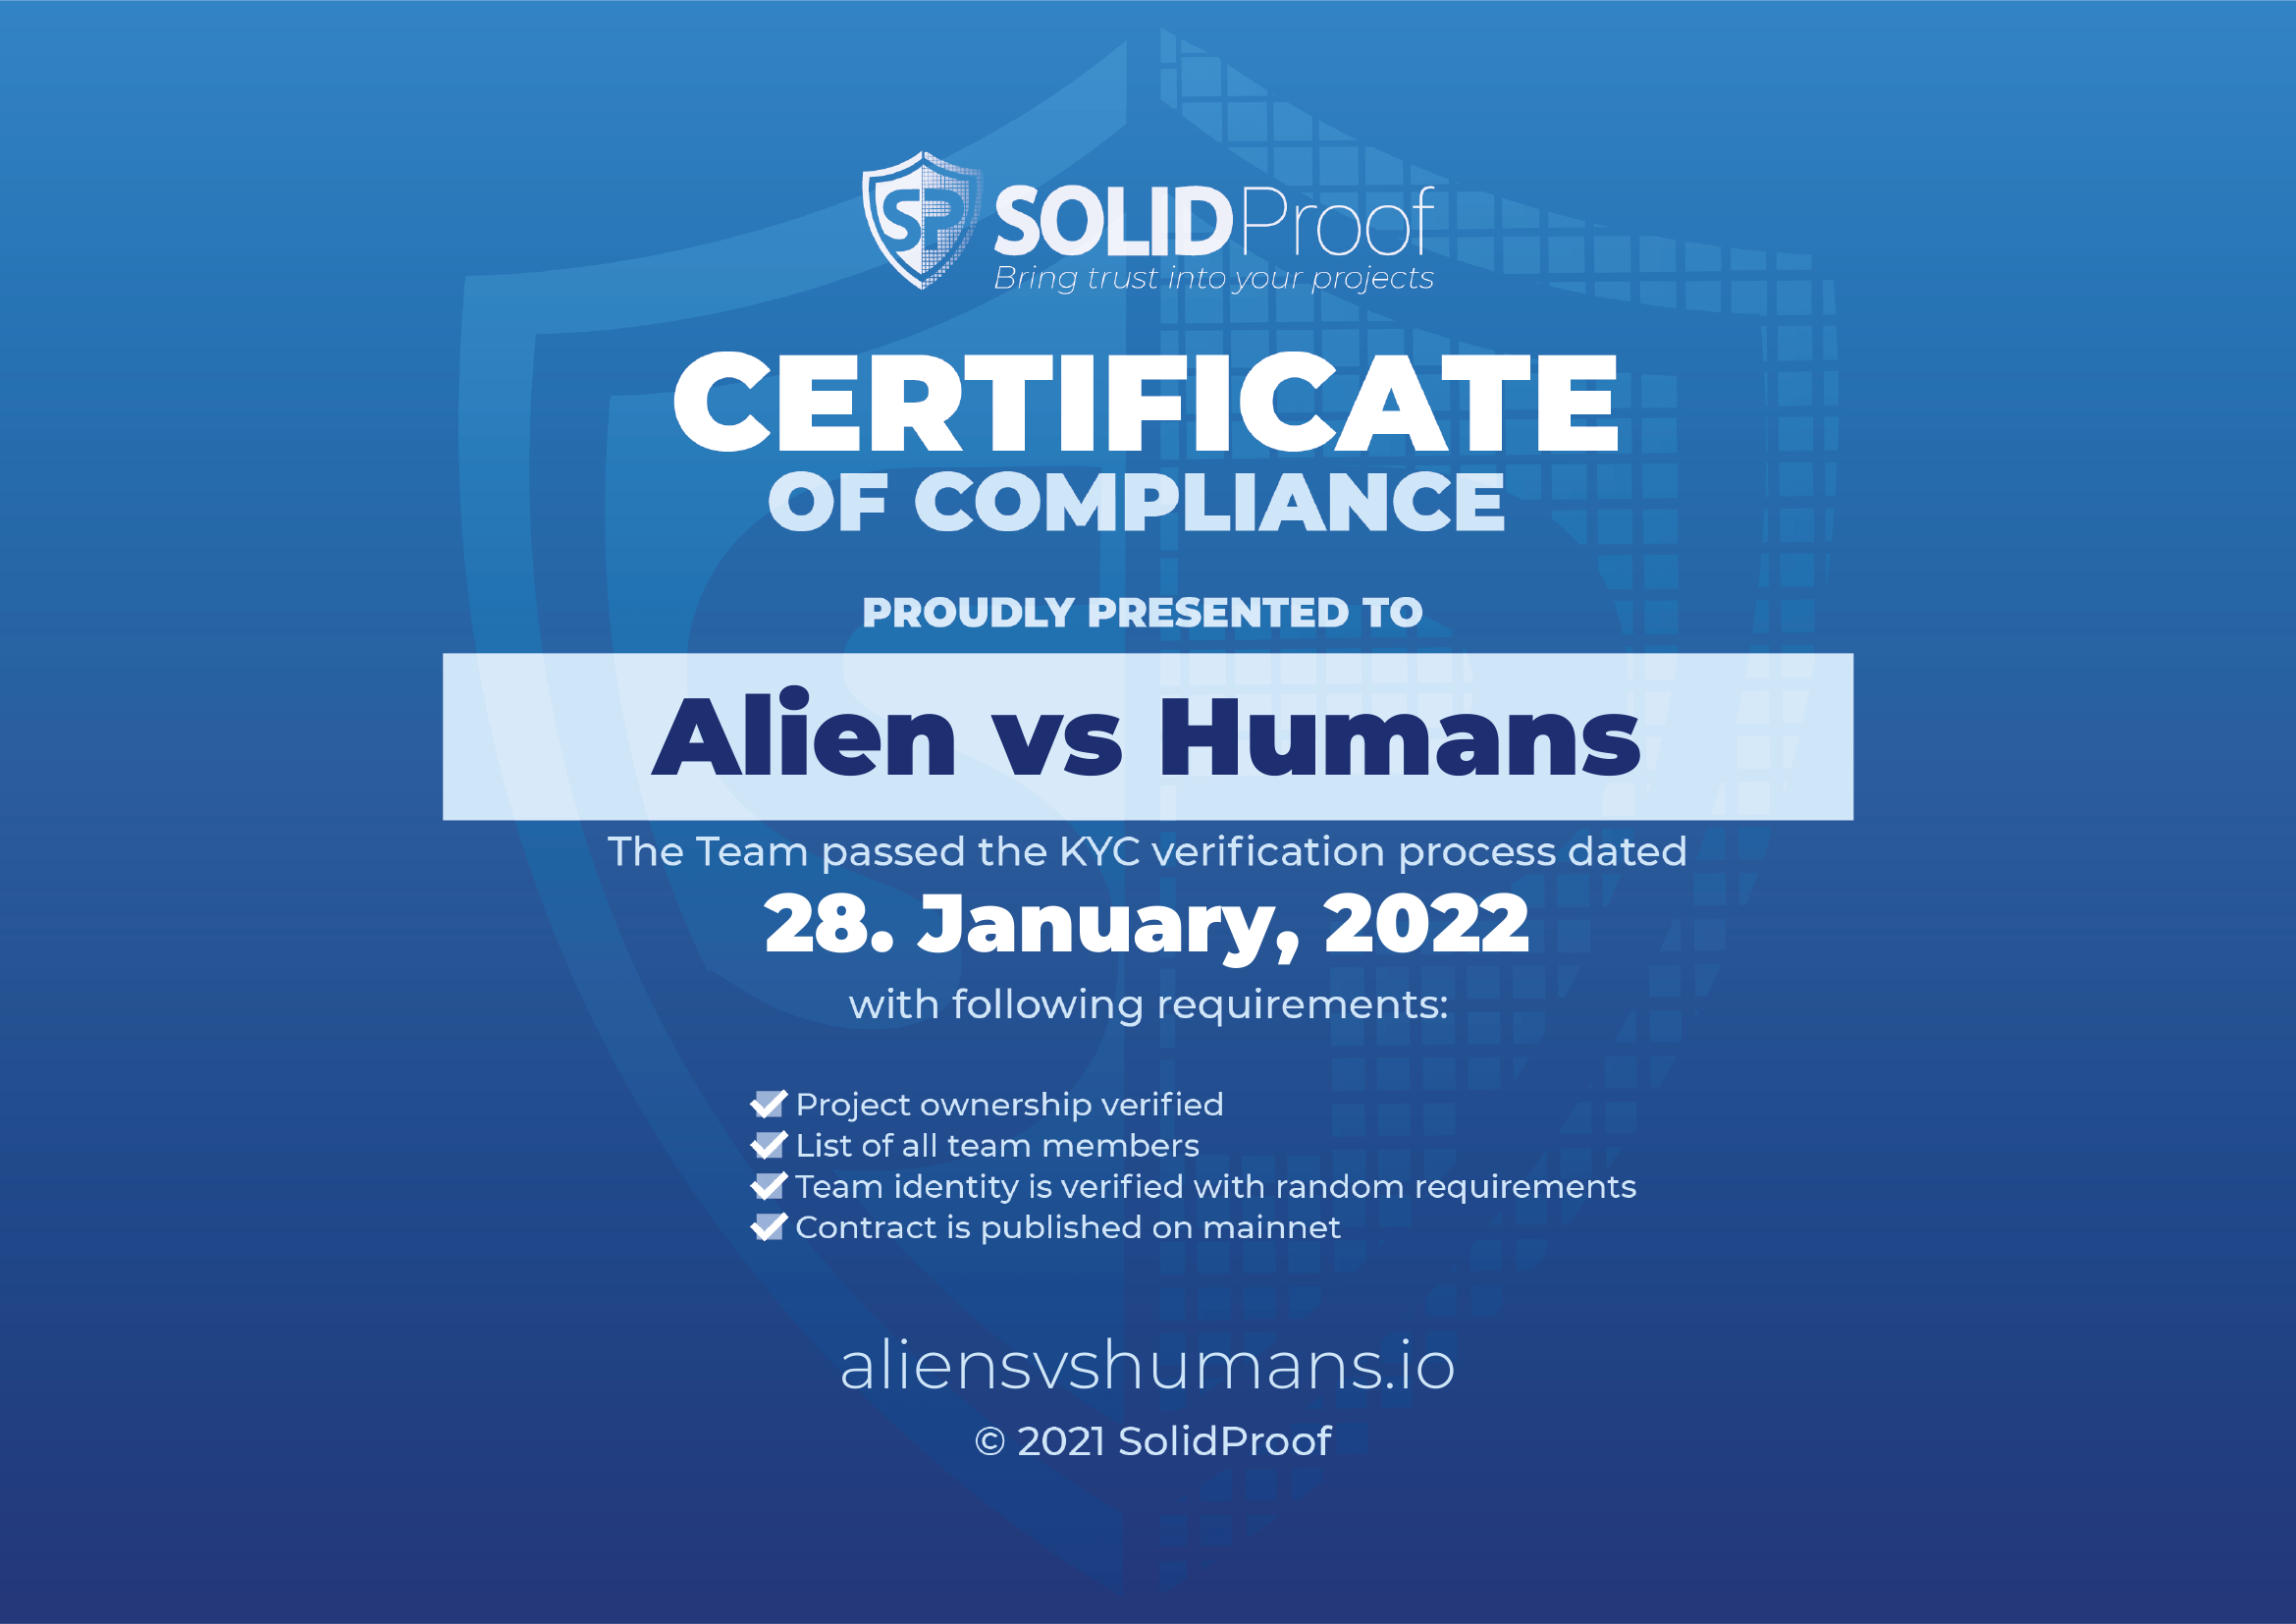 SP SOLIDProof
Bring trust into your projects
CERTIFICATE
OF COMPLIANCE
PROUDLY PRESENTED TO
Alien vs Humans
The Team passed the KYC verification process dated
28. January, 2022
with following requirements:
Project ownership verified
List of all team members
Team identity is verified with random requirements
Contract is published on mainnet
aliensvshumans.io
© 2021 SolidProof